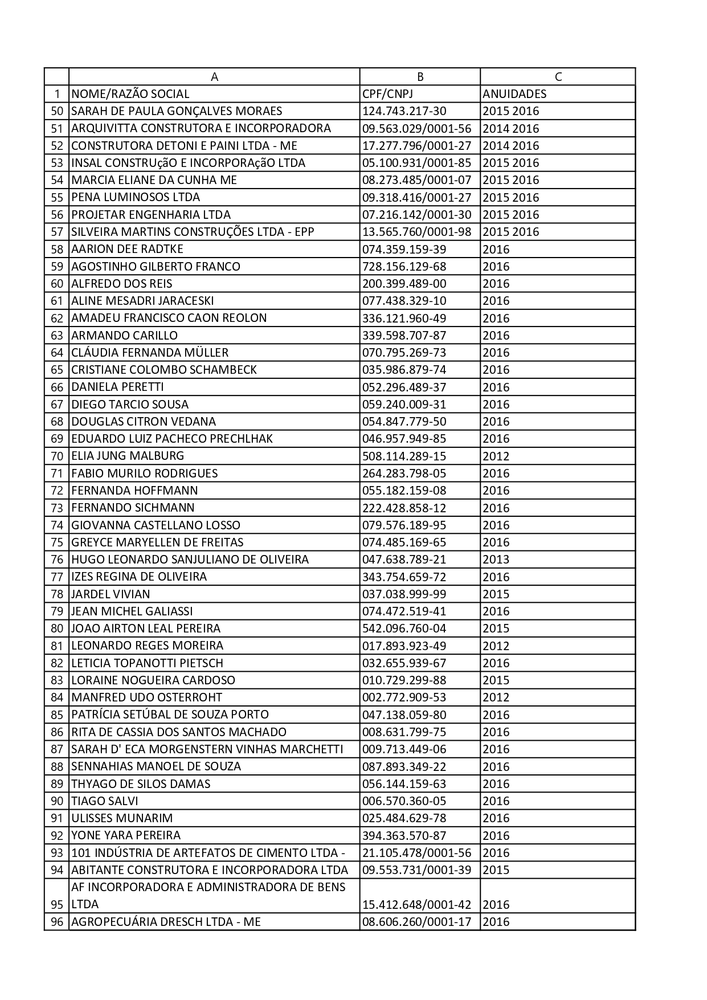 A B C
1 NOME/RAZÃO SOCIAL CPF/CNPJ ANUIDADES
50 SARAH DE PAULA GONÇALVES MORAES 124.743.217-30 2015 2016
51 ARQUIVITTA CONSTRUTORA E INCORPORADORA 09.563.029/0001-56 2014 2016
52 CONSTRUTORA DETONI E PAINI LTDA - ME 17.277.796/0001-27 2014 2016
53 INSAL CONSTRUçãO E INCORPORAçãO LTDA 05.100.931/0001-85 2015 2016
54 MARCIA ELIANE DA CUNHA ME 08.273.485/0001-07 2015 2016
55 PENA LUMINOSOS LTDA 09.318.416/0001-27 2015 2016
56 PROJETAR ENGENHARIA LTDA 07.216.142/0001-30 2015 2016
57 SILVEIRA MARTINS CONSTRUÇÕES LTDA - EPP 13.565.760/0001-98 2015 2016
58 AARION DEE RADTKE 074.359.159-39 2016
59 AGOSTINHO GILBERTO FRANCO 728.156.129-68 2016
60 ALFREDO DOS REIS 200.399.489-00 2016
61 ALINE MESADRI JARACESKI 077.438.329-10 2016
62 AMADEU FRANCISCO CAON REOLON 336.121.960-49 2016
63 ARMANDO CARILLO 339.598.707-87 2016
64 CLÁUDIA FERNANDA MÜLLER 070.795.269-73 2016
65 CRISTIANE COLOMBO SCHAMBECK 035.986.879-74 2016
66 DANIELA PERETTI 052.296.489-37 2016
67 DIEGO TARCIO SOUSA 059.240.009-31 2016
68 DOUGLAS CITRON VEDANA 054.847.779-50 2016
69 EDUARDO LUIZ PACHECO PRECHLHAK 046.957.949-85 2016
70 ELIA JUNG MALBURG 508.114.289-15 2012
71 FABIO MURILO RODRIGUES 264.283.798-05 2016
72 FERNANDA HOFFMANN 055.182.159-08 2016
73 FERNANDO SICHMANN 222.428.858-12 2016
74 GIOVANNA CASTELLANO LOSSO 079.576.189-95 2016
75 GREYCE MARYELLEN DE FREITAS 074.485.169-65 2016
76 HUGO LEONARDO SANJULIANO DE OLIVEIRA 047.638.789-21 2013
77 IZES REGINA DE OLIVEIRA 343.754.659-72 2016
78 JARDEL VIVIAN 037.038.999-99 2015
79 JEAN MICHEL GALIASSI 074.472.519-41 2016
80 JOAO AIRTON LEAL PEREIRA 542.096.760-04 2015
81 LEONARDO REGES MOREIRA 017.893.923-49 2012
82 LETICIA TOPANOTTI PIETSCH 032.655.939-67 2016
83 LORAINE NOGUEIRA CARDOSO 010.729.299-88 2015
84 MANFRED UDO OSTERROHT 002.772.909-53 2012
85 PATRÍCIA SETÚBAL DE SOUZA PORTO 047.138.059-80 2016
86 RITA DE CASSIA DOS SANTOS MACHADO 008.631.799-75 2016
87 SARAH D' ECA MORGENSTERN VINHAS MARCHETTI 009.713.449-06 2016
88 SENNAHIAS MANOEL DE SOUZA 087.893.349-22 2016
89 THYAGO DE SILOS DAMAS 056.144.159-63 2016
90 TIAGO SALVI 006.570.360-05 2016
91 ULISSES MUNARIM 025.484.629-78 2016
92 YONE YARA PEREIRA 394.363.570-87 2016
93 101 INDÚSTRIA DE ARTEFATOS DE CIMENTO LTDA - 21.105.478/0001-56 2016
94 ABITANTE CONSTRUTORA E INCORPORADORA LTDA 09.553.731/0001-39 2015
AF INCORPORADORA E ADMINISTRADORA DE BENS
95 LTDA 15.412.648/0001-42 2016
96 AGROPECUÁRIA DRESCH LTDA - ME 08.606.260/0001-17 2016